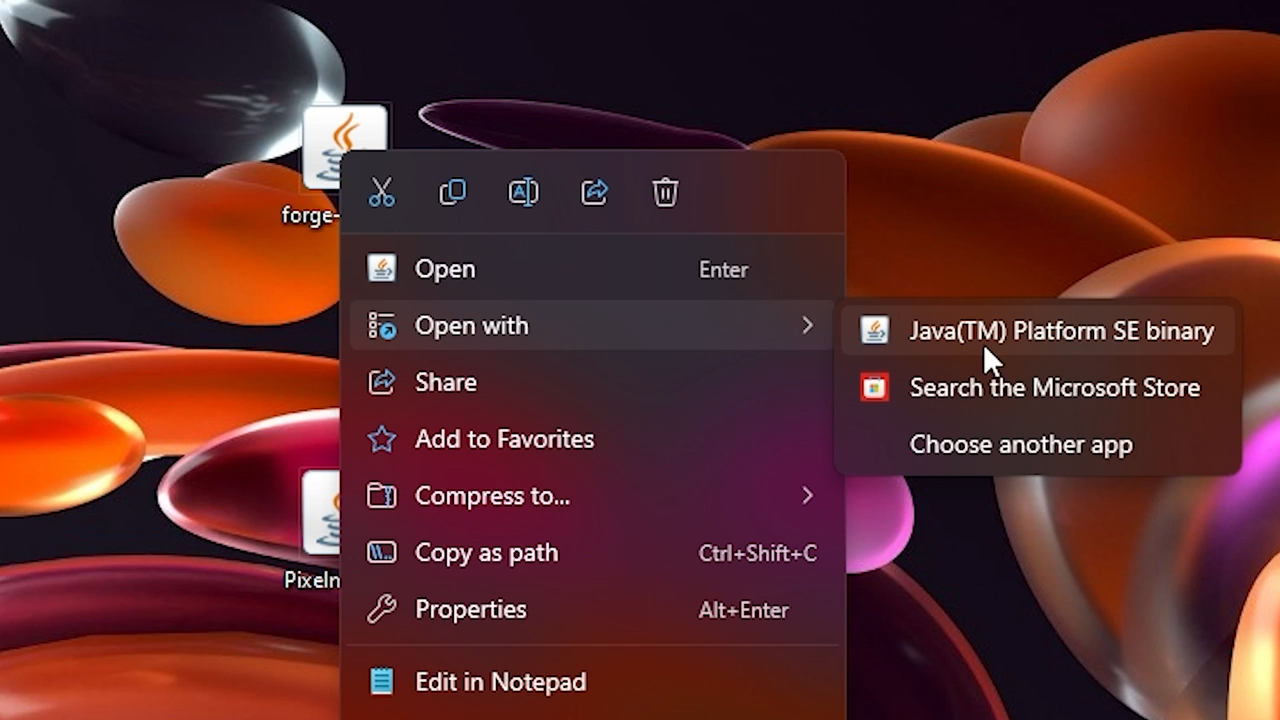 forge-
Open Enter
Open with
Java(TM) Platform SE binary
Share
Search the Microsoft Store
Add to Favorites
Choose another app
Compress to...
Copy as path Ctrl+Shift+C
Pixeln
Properties Alt+Enter
Edit in Notepad